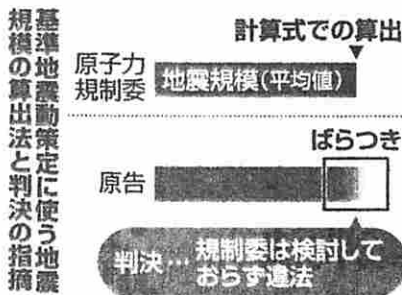 基準地震動策定に使う地震
規模の算出法と判決の指摘
計算式での算出
原子力
規制委
地震規模(平均値)
ばらつき
原告
判決… 規制委は検討して
おらず違法